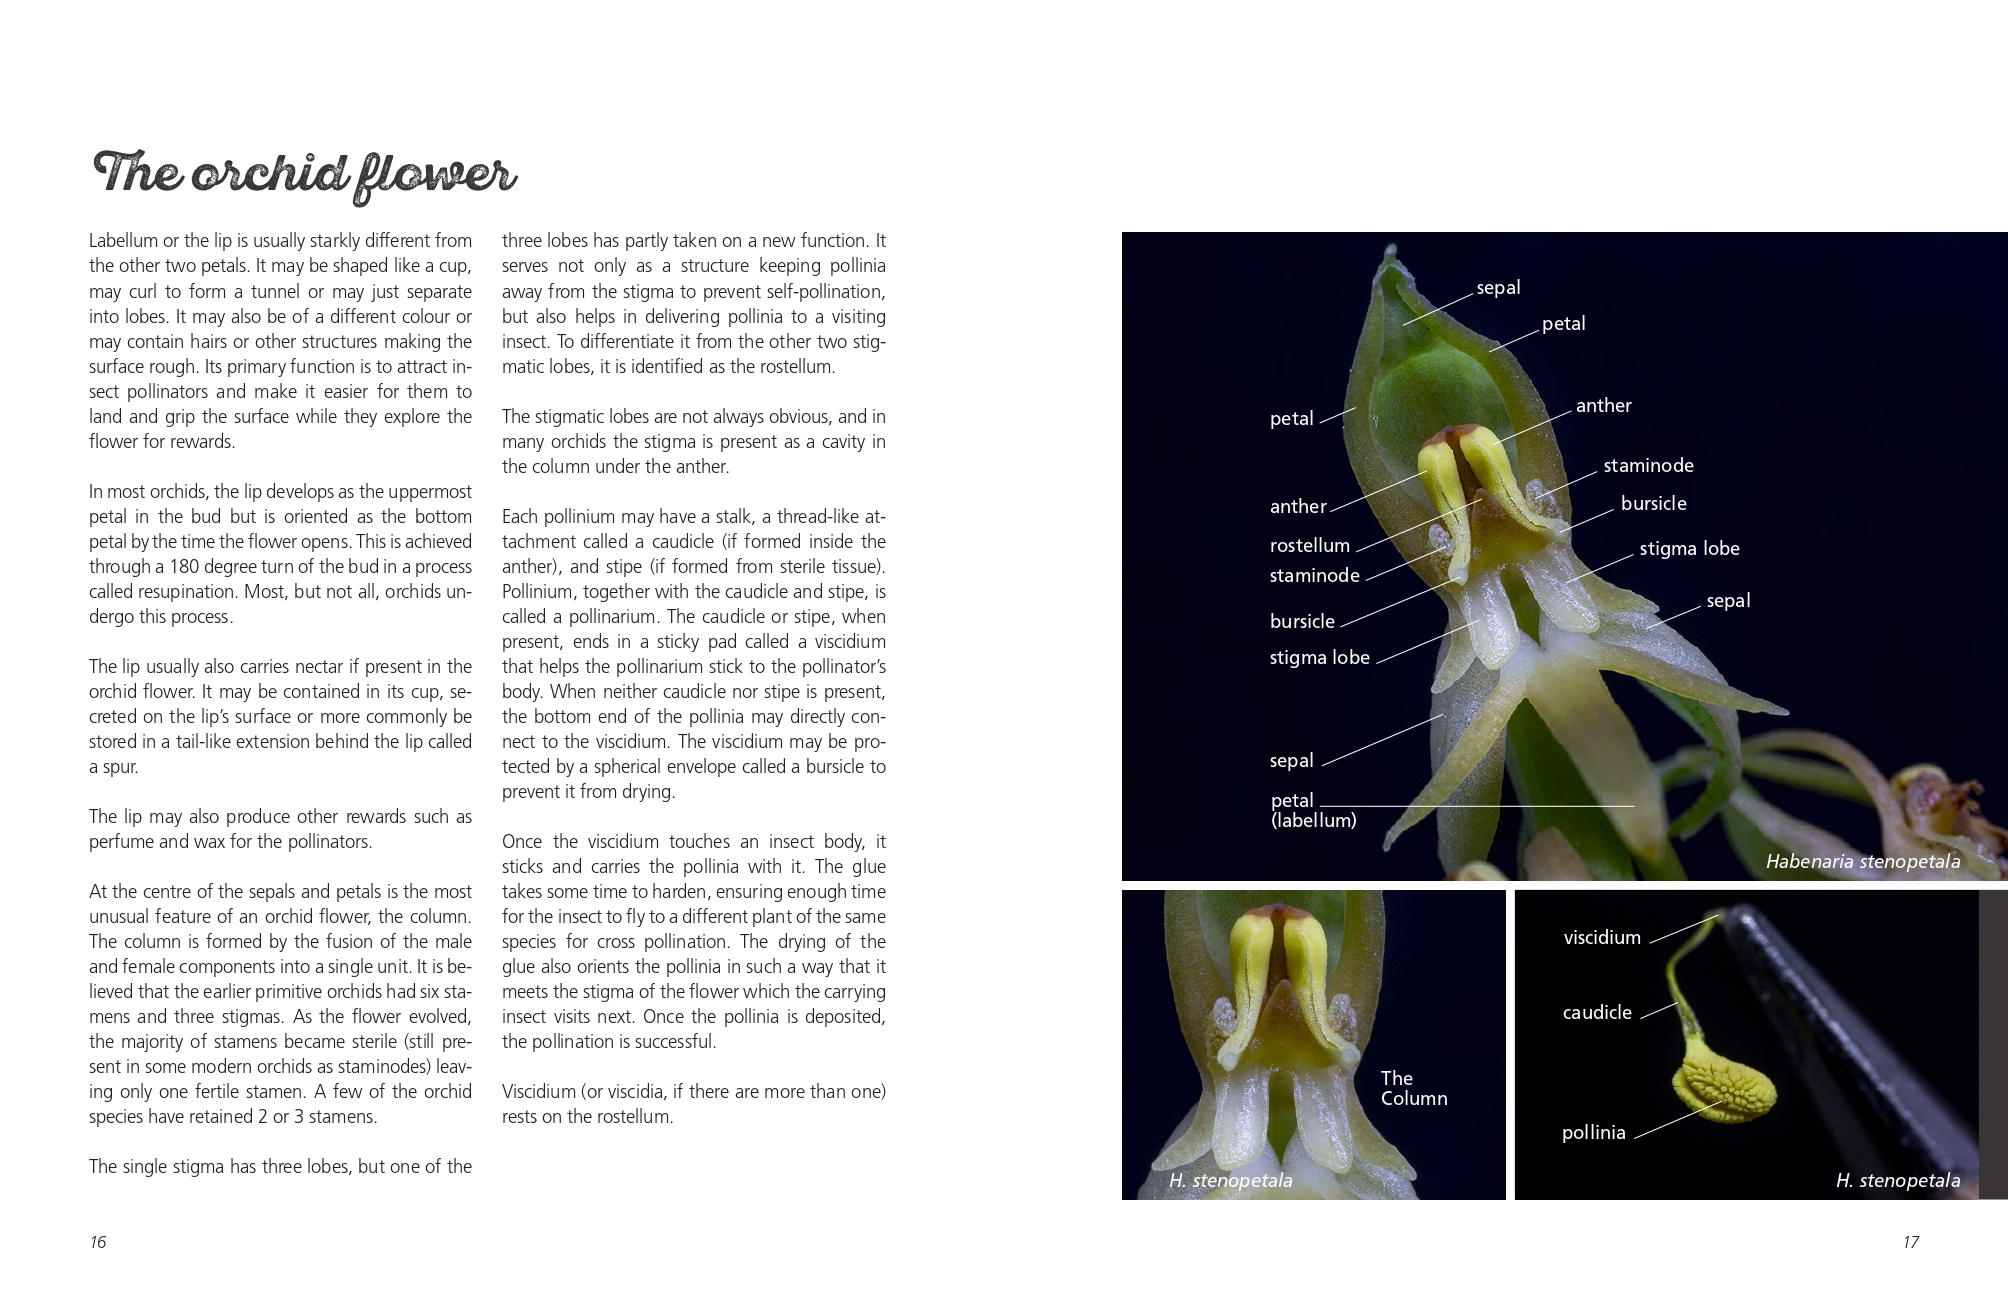 The orchid flower
Labellum or the lip is usually starkly different from
the other two petals. It may be shaped like a cup,
may curl to form a tunnel or may just separate
into lobes. It may also be of a different colour or
may contain hairs or other structures making the
surface rough. Its primary function is to attract in-
sect pollinators and make it easier for them to
land and grip the surface while they explore the
flower for rewards.
In most orchids, the lip develops as the uppermost
petal in the bud but is oriented as the bottom
petal by the time the flower opens. This is achieved
through a 180 degree turn of the bud in a process
called resupination. Most, but not all, orchids un-
dergo this process.
The lip usually also carries nectar if present in the
orchid flower. It may be contained in its cup, se-
creted on the lip’s surface or more commonly be
stored in a tail-like extension behind the lip called
a spur.
The lip may also produce other rewards such as
perfume and wax for the pollinators.
At the centre of the sepals and petals is the most
unusual feature of an orchid flower, the column.
The column is formed by the fusion of the male
and female components into a single unit. It is be-
lieved that the earlier primitive orchids had six sta-
mens and three stigmas. As the flower evolved,
the majority of stamens became sterile (still pre-
sent in some modern orchids as staminodes) leav-
ing only one fertile stamen. A few of the orchid
species have retained 2 or 3 stamens.
The single stigma has three lobes, but one of the
three lobes has partly taken on a new function. It
serves not only as a structure keeping pollinia
away from the stigma to prevent self-pollination,
but also helps in delivering pollinia to a visiting
insect. To differentiate it from the other two stig-
matic lobes, it is identified as the rostellum.
The stigmatic lobes are not always obvious, and in
many orchids the stigma is present as a cavity in
the column under the anther.
Each pollinium may have a stalk, a thread-like at-
tachment called a caudicle (if formed inside the
anther), and stipe (if formed from sterile tissue).
Pollinium, together with the caudicle and stipe, is
called a pollinarium. The caudicle or stipe, when
present, ends in a sticky pad called a viscidium
that helps the pollinarium stick to the pollinator’s
body. When neither caudicle nor stipe is present,
the bottom end of the pollinia may directly con-
nect to the viscidium. The viscidium may be pro-
tected by a spherical envelope called a bursicle to
prevent it from drying.
Once the viscidium touches an insect body, it
sticks and carries the pollinia with it. The glue
takes some time to harden, ensuring enough time
for the insect to fly to a different plant of the same
species for cross pollination. The drying of the
glue also orients the pollinia in such a way that it
meets the stigma of the flower which the carrying
insect visits next. Once the pollinia is deposited,
the pollination is successful.
Viscidium (or viscidia, if there are more than one)
rests on the rostellum.
16
sepal
petal
anther
petal
staminode
bursicle
anther
rostellum
stigma lobe
staminode
sepal
bursicle
stigma lobe
sepal
petal
(labellum)
Habenaria stenopetala
The
Column
H. stenopetala
viscidium
caudicle
pollinia
H. stenopetala
17